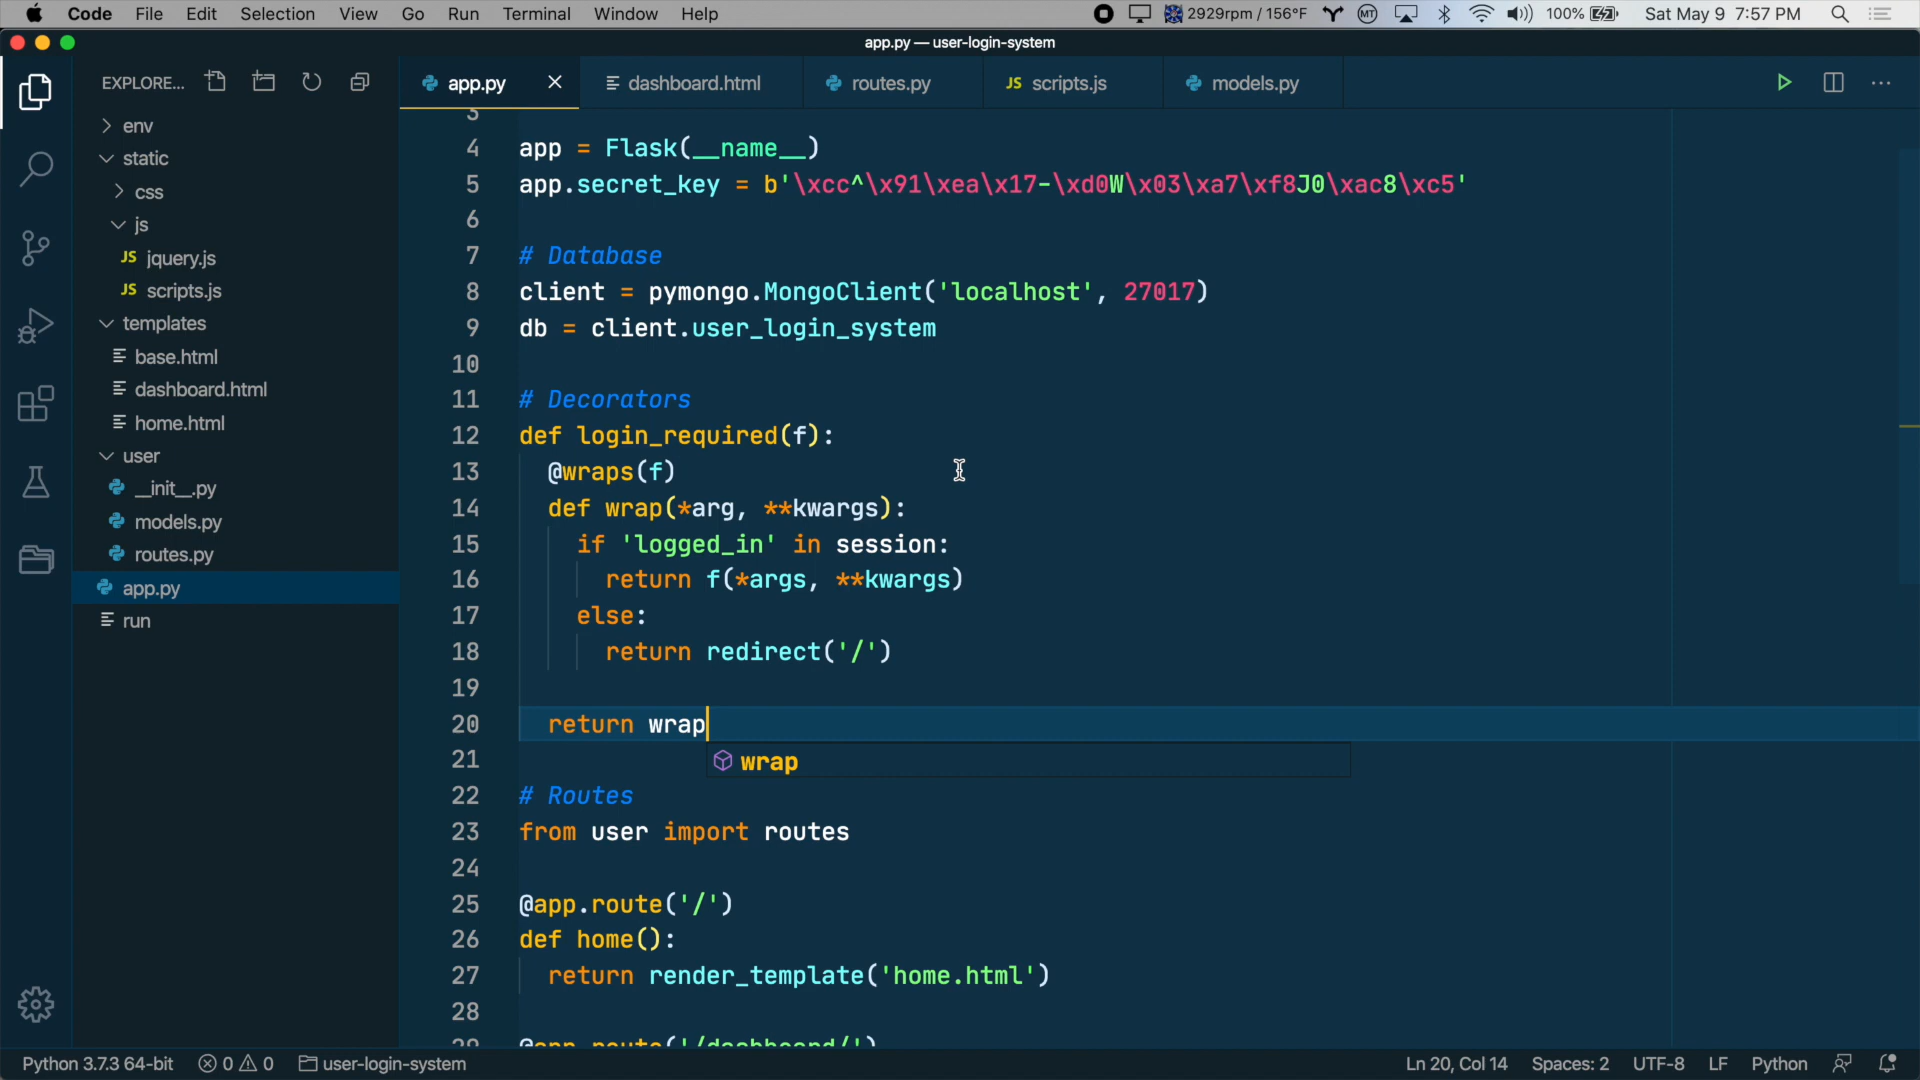 Code File Edit Selection View Go Run Terminal Window Help 2929rpm / 156°F MT 100% Sat May 9 7:57 PM
app.py — user-login-system
EXPLORE...
app.py dashboard.html routes.py JS scripts.js models.py
env
static
css
js
JS jquery.js
JS scripts.js
templates
base.html
dashboard.html
home.html
user
__init__.py
models.py
routes.py
app.py
run
3
4 app = Flask(__name__)
5 app.secret_key = b'\xcc^\x91\xea\x17-\xd0W\x03\xa7\xf8J0\xac8\xc5'
6
7 # Database
8 client = pymongo.MongoClient('localhost', 27017)
9 db = client.user_login_system
10
11 # Decorators
12 def login_required(f):
13 @wraps(f)
14 def wrap(*arg, **kwargs):
15 if 'logged_in' in session:
16 return f(*args, **kwargs)
17 else:
18 return redirect('/')
19
20 return wrap
21 wrap
22 # Routes
23 from user import routes
24
25 @app.route('/')
26 def home():
27 return render_template('home.html')
28
29 @app.route('/dashboard/')
Python 3.7.3 64-bit 0 0 user-login-system Ln 20, Col 14 Spaces: 2 UTF-8 LF Python